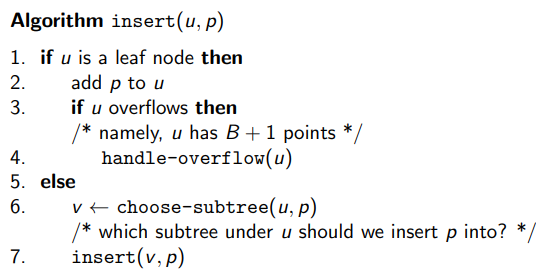 Algorithm insert(u, p)
1. if u is a leaf node then
2. add p to u
3. if u overflows then
/* namely, u has B + 1 points */
4. handle-overflow(u)
5. else
6. v ← choose-subtree(u, p)
/* which subtree under u should we insert p into? */
7. insert(v, p)